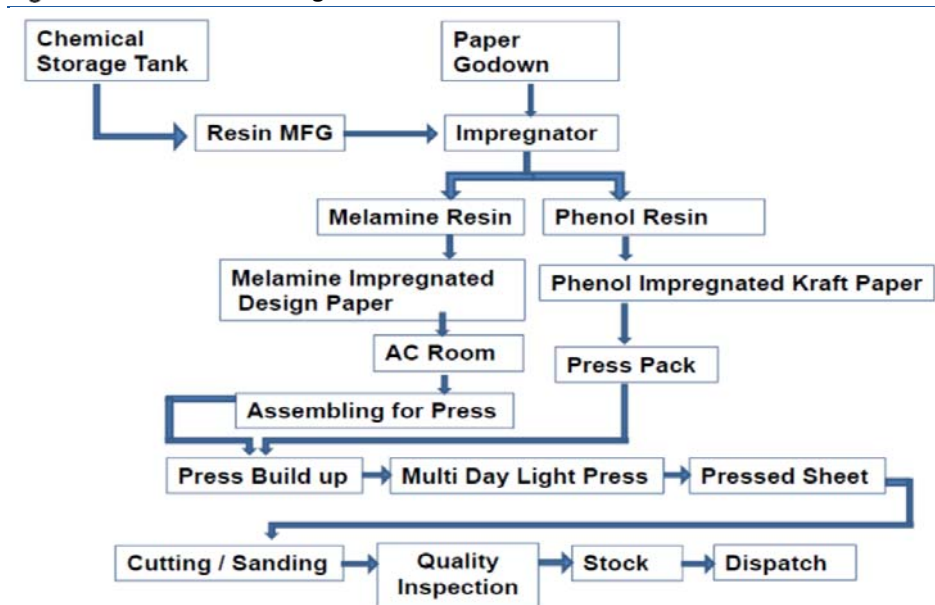 Chemical
Storage Tank
Paper
Godown
Resin MFG
Impregnator
Melamine Resin
Phenol Resin
Melamine Impregnated
Design Paper
Phenol Impregnated Kraft Paper
AC Room
Press Pack
Assembling for Press
Press Build up
Multi Day Light Press
Pressed Sheet
Cutting / Sanding
Quality
Inspection
Stock
Dispatch